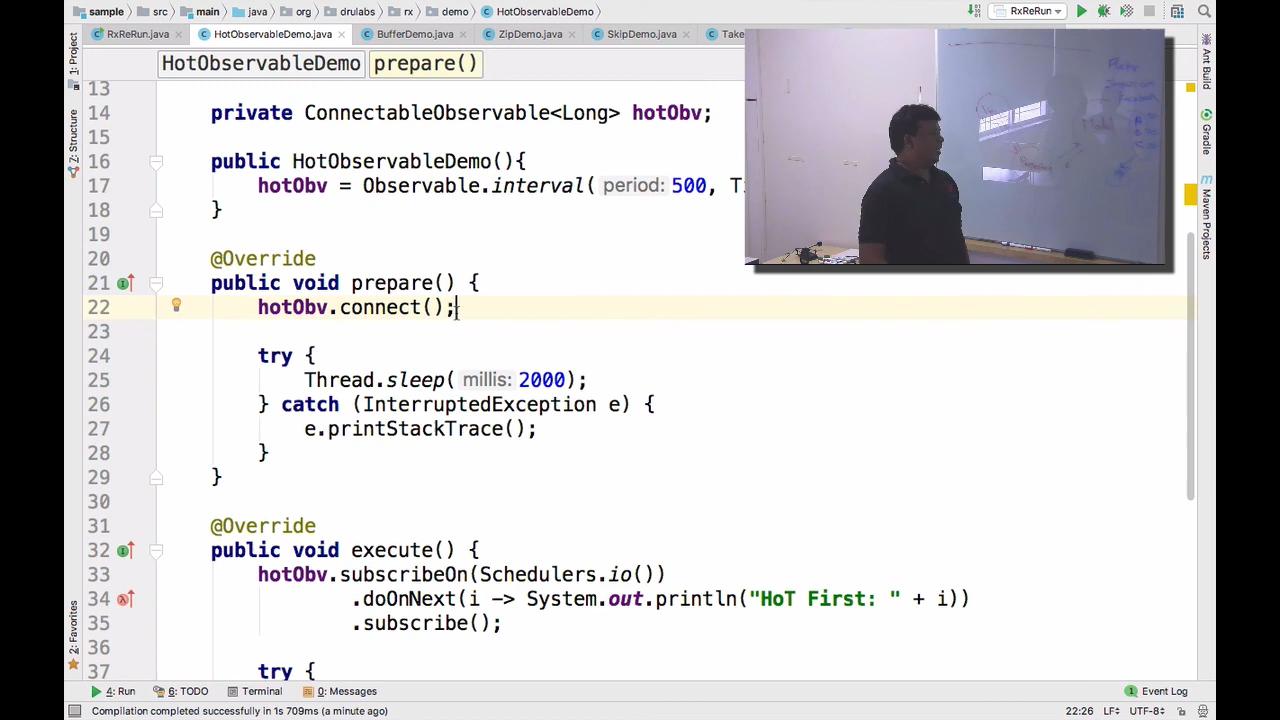 sample src main java org drulabs rx demo HotObservableDemo RxReRun
RxReRun.java HotObservableDemo.java BufferDemo.java ZipDemo.java SkipDemo.java Take
HotObservableDemo prepare()
13
14 private ConnectableObservable<Long> hotObv;
15
16 public HotObservableDemo(){
17 hotObv = Observable.interval( period: 500, Ti
18 }
19
20 @Override
21 public void prepare() {
22 hotObv.connect();
23
24 try {
25 Thread.sleep( millis: 2000);
26 } catch (InterruptedException e) {
27 e.printStackTrace();
28 }
29 }
30
31 @Override
32 public void execute() {
33 hotObv.subscribeOn(Schedulers.io())
34 .doOnNext(i -> System.out.println("HoT First: " + i))
35 .subscribe();
36
37 try {
1: Project
7: Structure
2: Favorites
Ant Build
Gradle
Maven Projects
4: Run 6: TODO Terminal 0: Messages Event Log
Compilation completed successfully in 1s 709ms (a minute ago) 22:26 LF÷ UTF-8÷